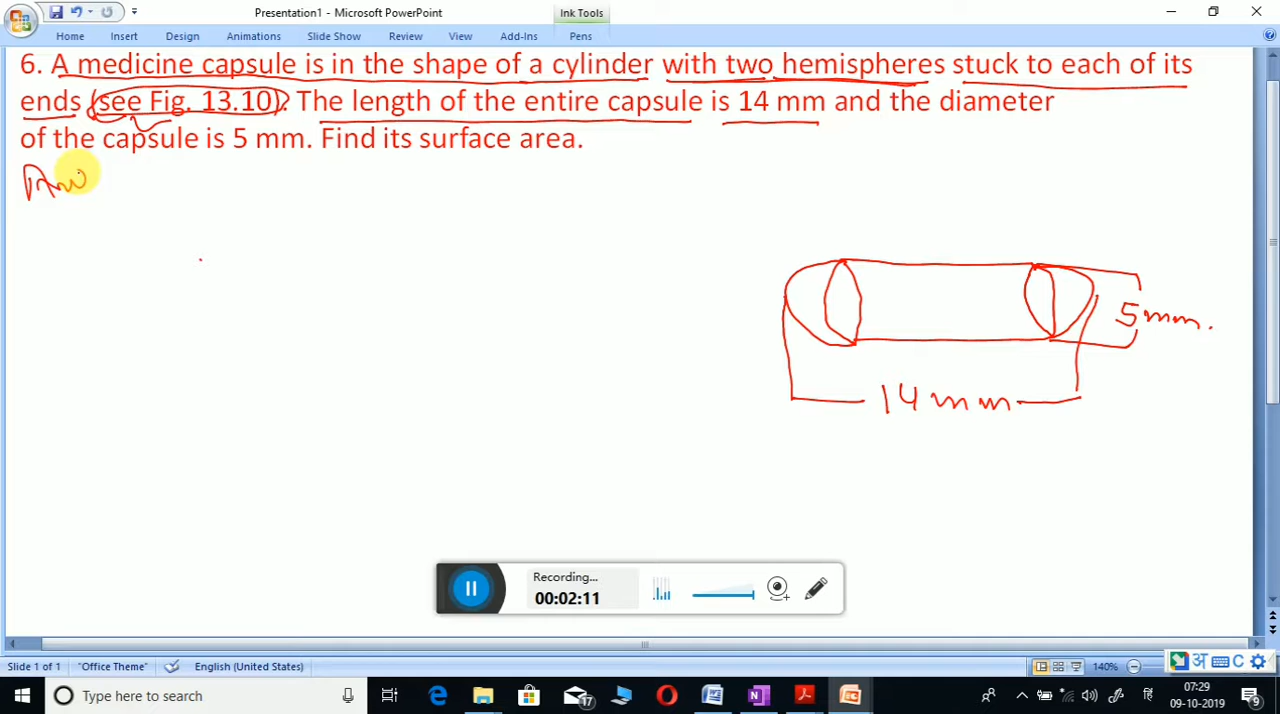 Presentation1 - Microsoft PowerPoint
Ink Tools
Home Insert Design Animations Slide Show Review View Add-Ins Pens
6. A medicine capsule is in the shape of a cylinder with two hemispheres stuck to each of its
ends (see Fig. 13.10). The length of the entire capsule is 14 mm and the diameter
of the capsule is 5 mm. Find its surface area.
Ans
5mm.
14mm
Recording...
00:02:11
Slide 1 of 1 "Office Theme" English (United States) 140%
अ C
Type here to search
17
हि
07:29
09-10-2019
9